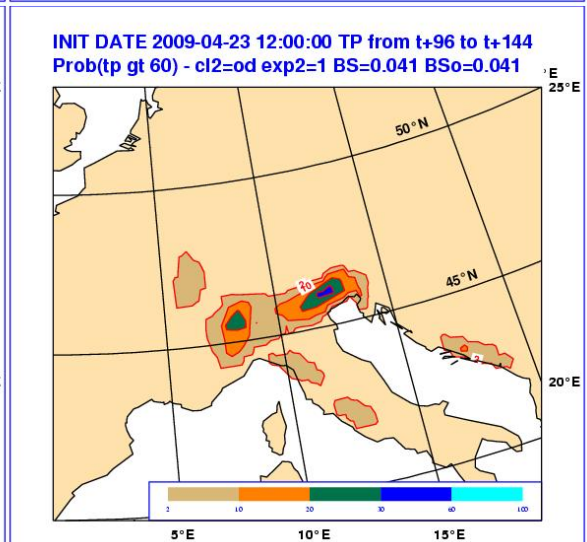 INIT DATE 2009-04-23 12:00:00 TP from t+96 to t+144
Prob(tp gt 60) - cl2=od exp2=1 BS=0.041 BSo=0.041
°E
25°E
50°N
45°N
20°E
2 10 20 30 60 100
5°E 10°E 15°E